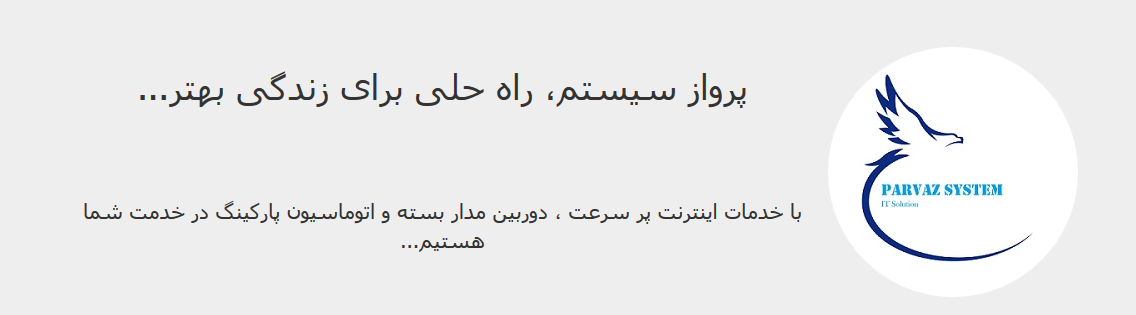 پرواز سیستم، راه حلی برای زندگی بهتر...
PARVAZ SYSTEM
IT Solution
با خدمات اینترنت پر سرعت ، دوربین مدار بسته و اتوماسیون پارکینگ در خدمت شما
هستیم...